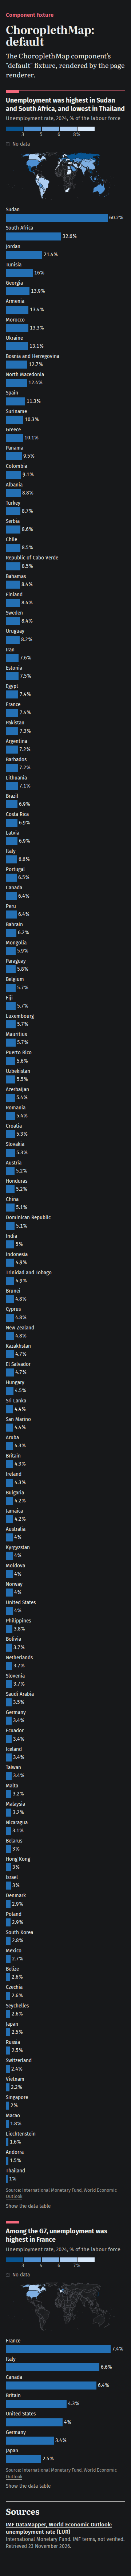 Component fixture
ChoroplethMap:
default
The ChoroplethMap component's
"default" fixture, rendered by the page
renderer.
Unemployment was highest in Sudan
and South Africa, and lowest in Thailand
Unemployment rate, 2024, % of the labour force
3 5 6 8%
No data
Sudan
60.2%
South Africa
32.6%
Jordan
21.4%
Tunisia
16%
Georgia
13.9%
Armenia
13.4%
Morocco
13.3%
Ukraine
13.1%
Bosnia and Herzegovina
12.7%
North Macedonia
12.4%
Spain
11.3%
Suriname
10.3%
Greece
10.1%
Panama
9.5%
Colombia
9.1%
Albania
8.8%
Turkey
8.7%
Serbia
8.6%
Chile
8.5%
Republic of Cabo Verde
8.5%
Bahamas
8.4%
Finland
8.4%
Sweden
8.4%
Uruguay
8.2%
Iran
7.6%
Estonia
7.5%
Egypt
7.4%
France
7.4%
Pakistan
7.3%
Argentina
7.2%
Barbados
7.2%
Lithuania
7.1%
Brazil
6.9%
Costa Rica
6.9%
Latvia
6.9%
Italy
6.6%
Portugal
6.5%
Canada
6.4%
Peru
6.4%
Bahrain
6.2%
Mongolia
5.9%
Paraguay
5.8%
Belgium
5.7%
Fiji
5.7%
Luxembourg
5.7%
Mauritius
5.7%
Puerto Rico
5.6%
Uzbekistan
5.5%
Azerbaijan
5.4%
Romania
5.4%
Croatia
5.3%
Slovakia
5.3%
Austria
5.2%
Honduras
5.2%
China
5.1%
Dominican Republic
5.1%
India
5%
Indonesia
4.9%
Trinidad and Tobago
4.9%
Brunei
4.8%
Cyprus
4.8%
New Zealand
4.8%
Kazakhstan
4.7%
El Salvador
4.7%
Hungary
4.5%
Sri Lanka
4.4%
San Marino
4.4%
Aruba
4.3%
Britain
4.3%
Ireland
4.3%
Bulgaria
4.2%
Jamaica
4.2%
Australia
4%
Kyrgyzstan
4%
Moldova
4%
Norway
4%
United States
4%
Philippines
3.8%
Bolivia
3.7%
Netherlands
3.7%
Slovenia
3.7%
Saudi Arabia
3.5%
Germany
3.4%
Ecuador
3.4%
Iceland
3.4%
Taiwan
3.4%
Malta
3.2%
Malaysia
3.2%
Nicaragua
3.1%
Belarus
3%
Hong Kong
3%
Israel
3%
Denmark
2.9%
Poland
2.9%
South Korea
2.8%
Mexico
2.7%
Belize
2.6%
Czechia
2.6%
Seychelles
2.6%
Japan
2.5%
Russia
2.5%
Switzerland
2.4%
Vietnam
2.2%
Singapore
2%
Macao
1.8%
Liechtenstein
1.6%
Andorra
1.5%
Thailand
1%
Source: International Monetary Fund, World Economic
Outlook
Show the data table
Among the G7, unemployment was
highest in France
Unemployment rate, 2024, % of the labour force
3 4 6 7%
No data
France
7.4%
Italy
6.6%
Canada
6.4%
Britain
4.3%
United States
4%
Germany
3.4%
Japan
2.5%
Source: International Monetary Fund, World Economic
Outlook
Show the data table
Sources
IMF DataMapper, World Economic Outlook:
unemployment rate (LUR)
International Monetary Fund. IMF terms, not verified.
Retrieved 23 November 2026.